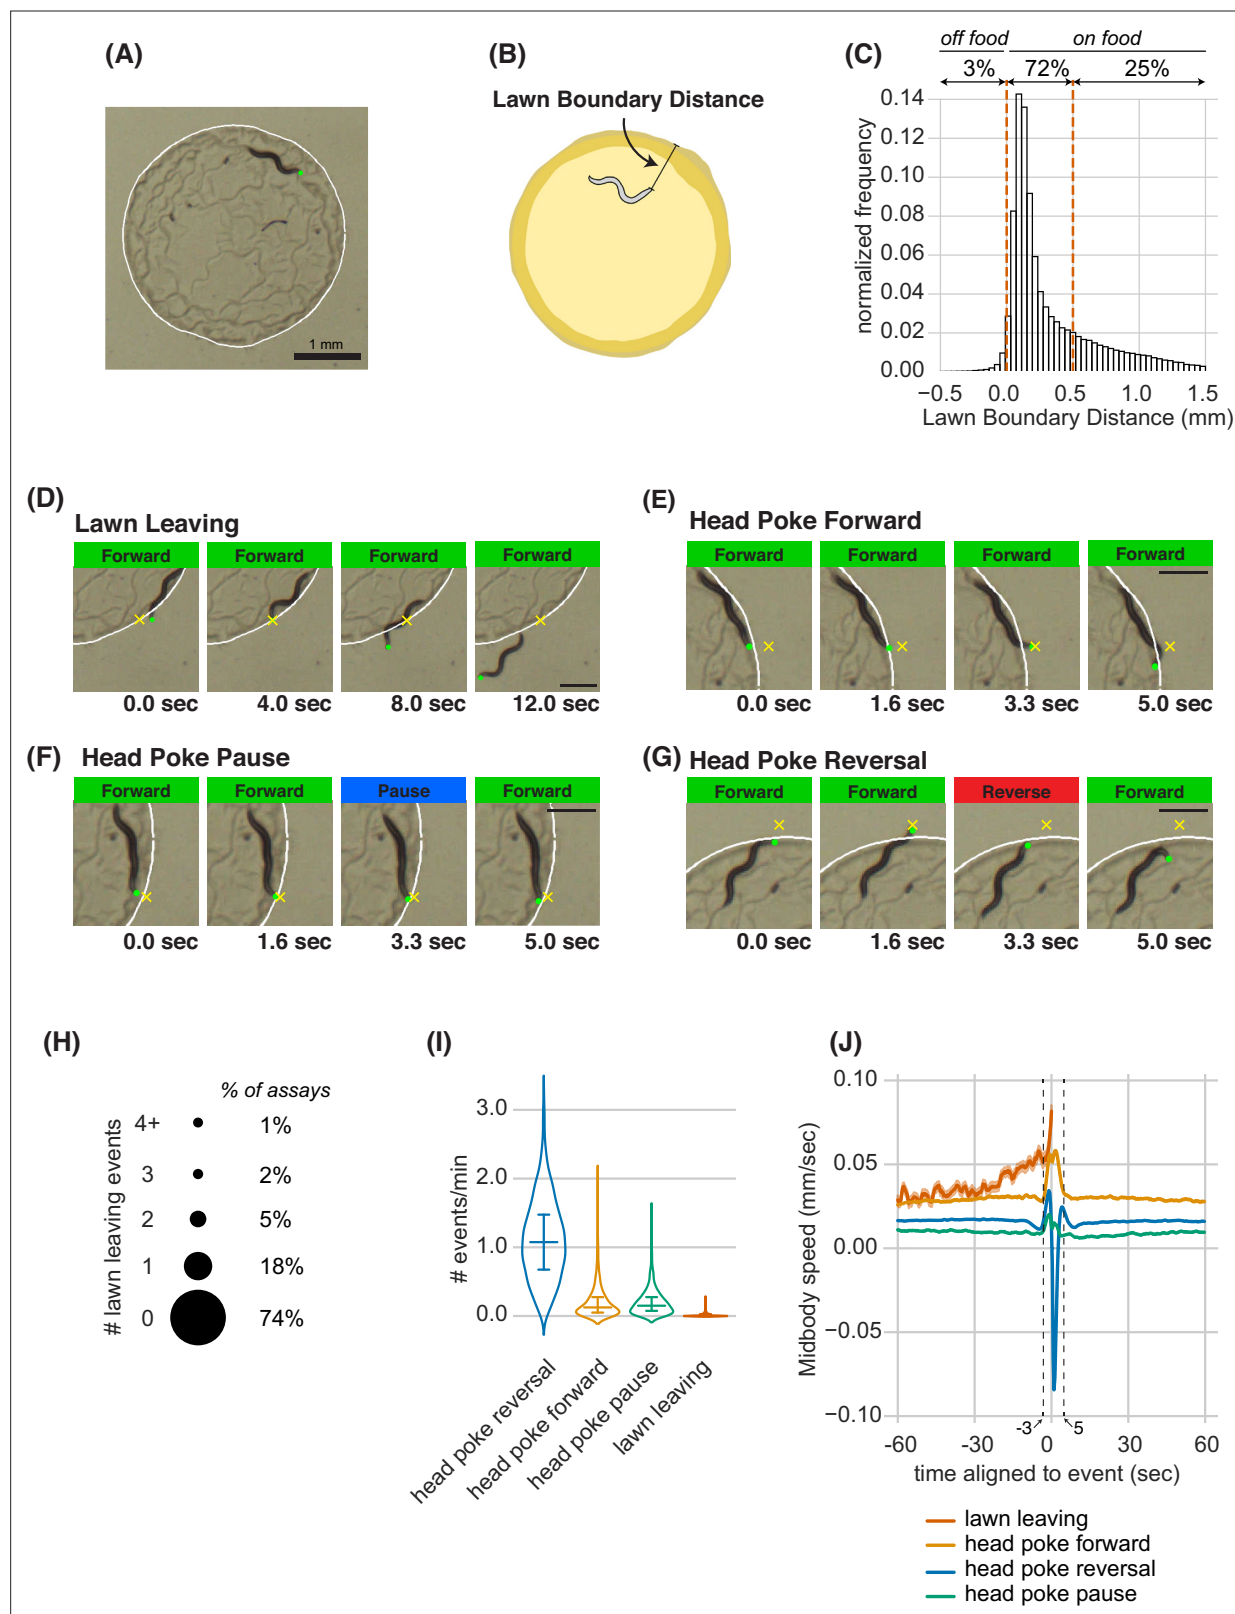 (A)
1 mm
(B)
Lawn Boundary Distance
(C)
off food on food
3% 72% 25%
normalized frequency
0.14
0.12
0.10
0.08
0.06
0.04
0.02
0.00
−0.5 0.0 0.5 1.0 1.5
Lawn Boundary Distance (mm)
(D)
Lawn Leaving
Forward Forward Forward Forward
0.0 sec 4.0 sec 8.0 sec 12.0 sec
(E)
Head Poke Forward
Forward Forward Forward Forward
0.0 sec 1.6 sec 3.3 sec 5.0 sec
(F) Head Poke Pause
Forward Forward Pause Forward
0.0 sec 1.6 sec 3.3 sec 5.0 sec
(G) Head Poke Reversal
Forward Forward Reverse Forward
0.0 sec 1.6 sec 3.3 sec 5.0 sec
(H)
% of assays
# lawn leaving events
4+ 1%
3 2%
2 5%
1 18%
0 74%
(I)
# events/min
3.0
2.0
1.0
0.0
head poke reversal
head poke forward
head poke pause
lawn leaving
(J)
Midbody speed (mm/sec)
0.10
0.05
0.00
−0.05
−0.10
-3 5
-60 -30 0 30 60
time aligned to event (sec)
lawn leaving
head poke forward
head poke reversal
head poke pause